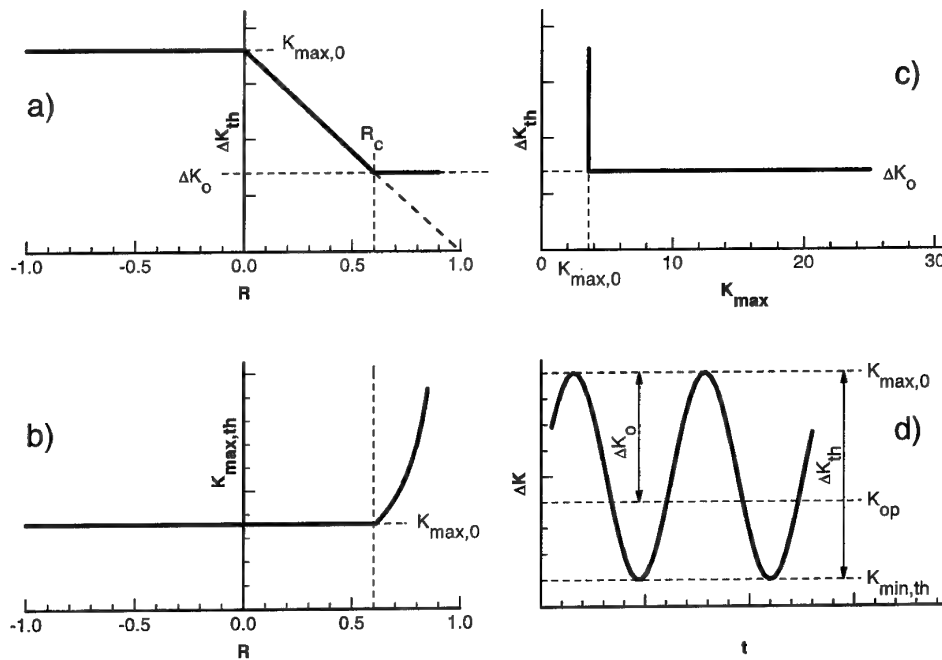 a)
ΔK_th
K_max,0
R_c
ΔK_o
-1.0 -0.5 0.0 0.5 1.0
R
c)
ΔK_th
ΔK_o
0 10 20 30
K_max,0
K_max
b)
K_max,th
K_max,0
-1.0 -0.5 0.0 0.5 1.0
R
d)
ΔK
K_max,0
ΔK_o
ΔK_th
K_op
K_min,th
t